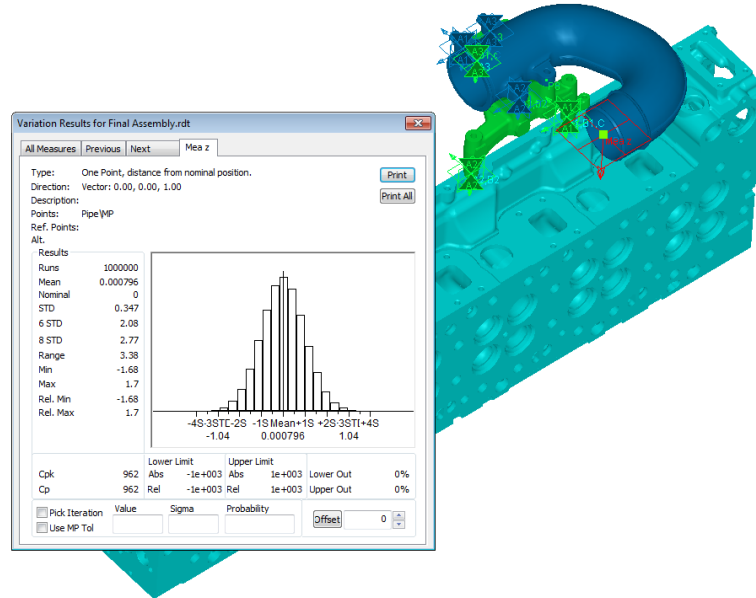 Variation Results for Final Assembly.rdt
All Measures Previous Next Mea z
Type: One Point, distance from nominal position.
Direction: Vector: 0.00, 0.00, 1.00
Description:
Points: Pipe\MP
Ref. Points:
Alt.
Print
Print All
Results
Runs 1000000
Mean 0.000796
Nominal 0
STD 0.347
6 STD 2.08
8 STD 2.77
Range 3.38
Min -1.68
Max 1.7
Rel. Min -1.68
Rel. Max 1.7
-4S -3STD -2S -1S Mean +1S +2S +3STD +4S
-1.04 0.000796 1.04
Lower Limit Upper Limit
Cpk 962 Abs -1e+003 Abs 1e+003 Lower Out 0%
Cp 962 Rel -1e+003 Rel 1e+003 Upper Out 0%
Pick Iteration Value Sigma Probability
Use MP Tol
Offset 0